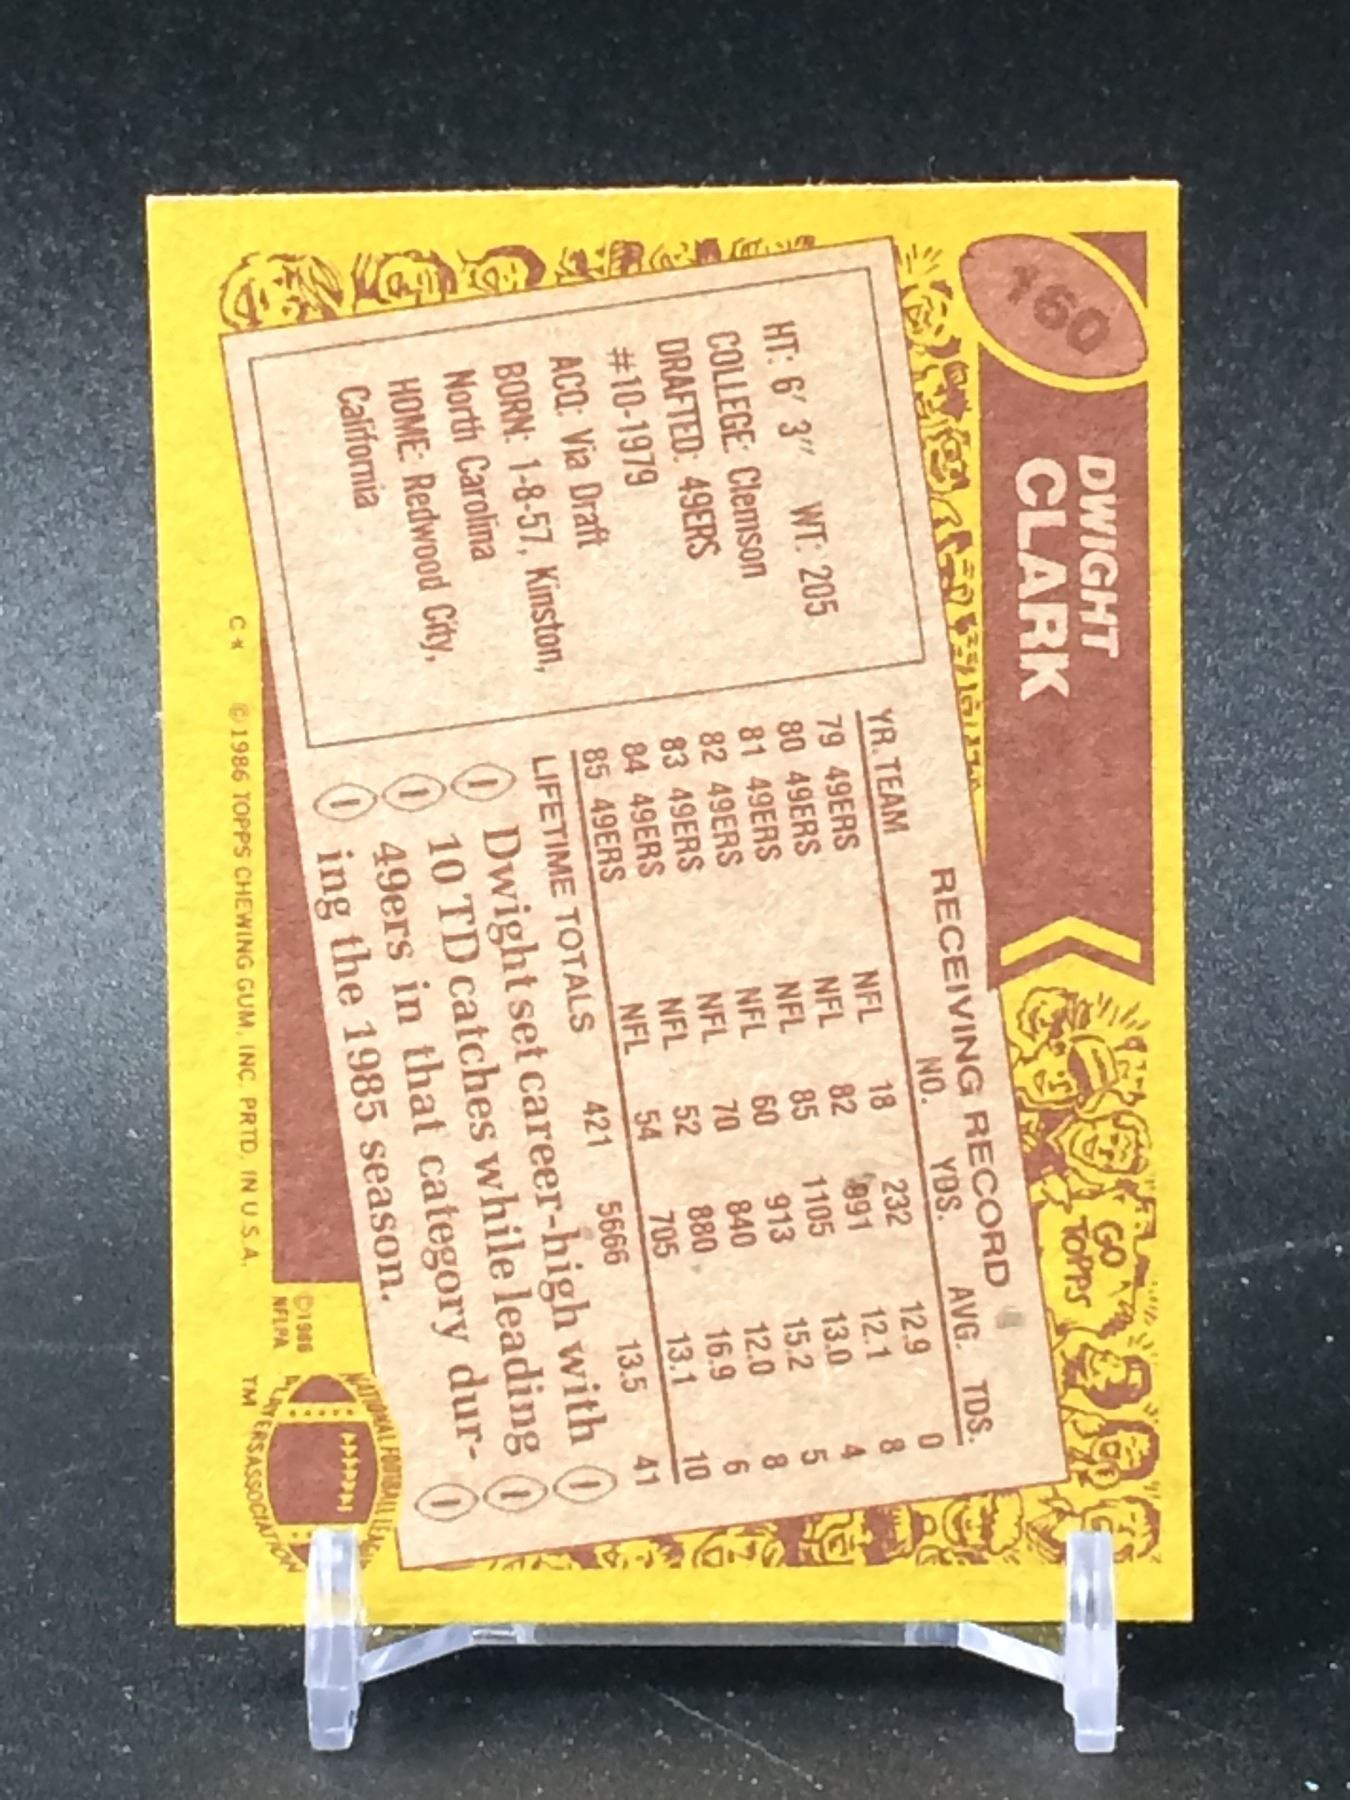 160
DWIGHT
CLARK
GO
TOPPS
HT: 6' 3" WT: 205
COLLEGE: Clemson
DRAFTED: 49ERS
#10-1979
ACQ: Via Draft
BORN: 1-8-57, Kinston,
North Carolina
HOME: Redwood City,
California
RECEIVING RECORD
YR. TEAM NO. YDS. AVG. TDS.
79 49ERS NFL 18 232 12.9 0
80 49ERS NFL 82 991 12.1 8
81 49ERS NFL 85 1105 13.0 4
82 49ERS NFL 60 913 15.2 5
83 49ERS NFL 70 840 12.0 8
84 49ERS NFL 52 880 16.9 6
85 49ERS NFL 54 705 13.1 10
LIFETIME TOTALS 421 5666 13.5 41
Dwight set career-high with
10 TD catches while leading
49ers in that category dur-
ing the 1985 season.
C* ©1986 TOPPS CHEWING GUM, INC. PRTD. IN U.S.A.
©1986
NFLPA
TM
NATIONAL FOOTBALL LEAGUE
PLAYERS ASSOCIATION